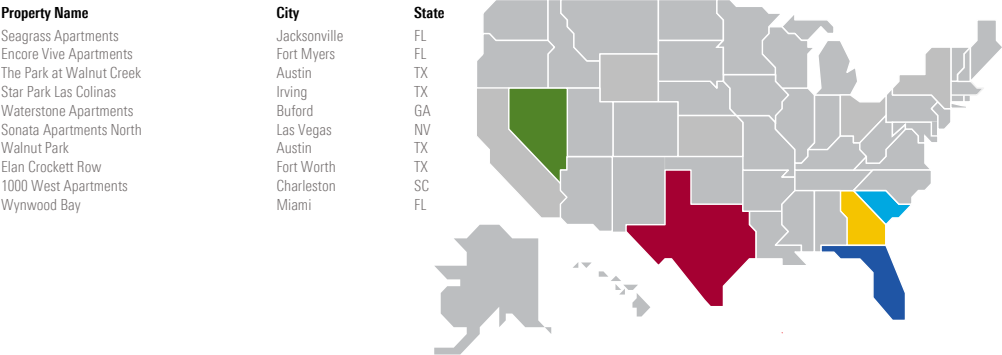 Property Name City State
Seagrass Apartments Jacksonville FL
Encore Vive Apartments Fort Myers FL
The Park at Walnut Creek Austin TX
Star Park Las Colinas Irving TX
Waterstone Apartments Buford GA
Sonata Apartments North Las Vegas NV
Walnut Park Austin TX
Elan Crockett Row Fort Worth TX
1000 West Apartments Charleston SC
Wynwood Bay Miami FL